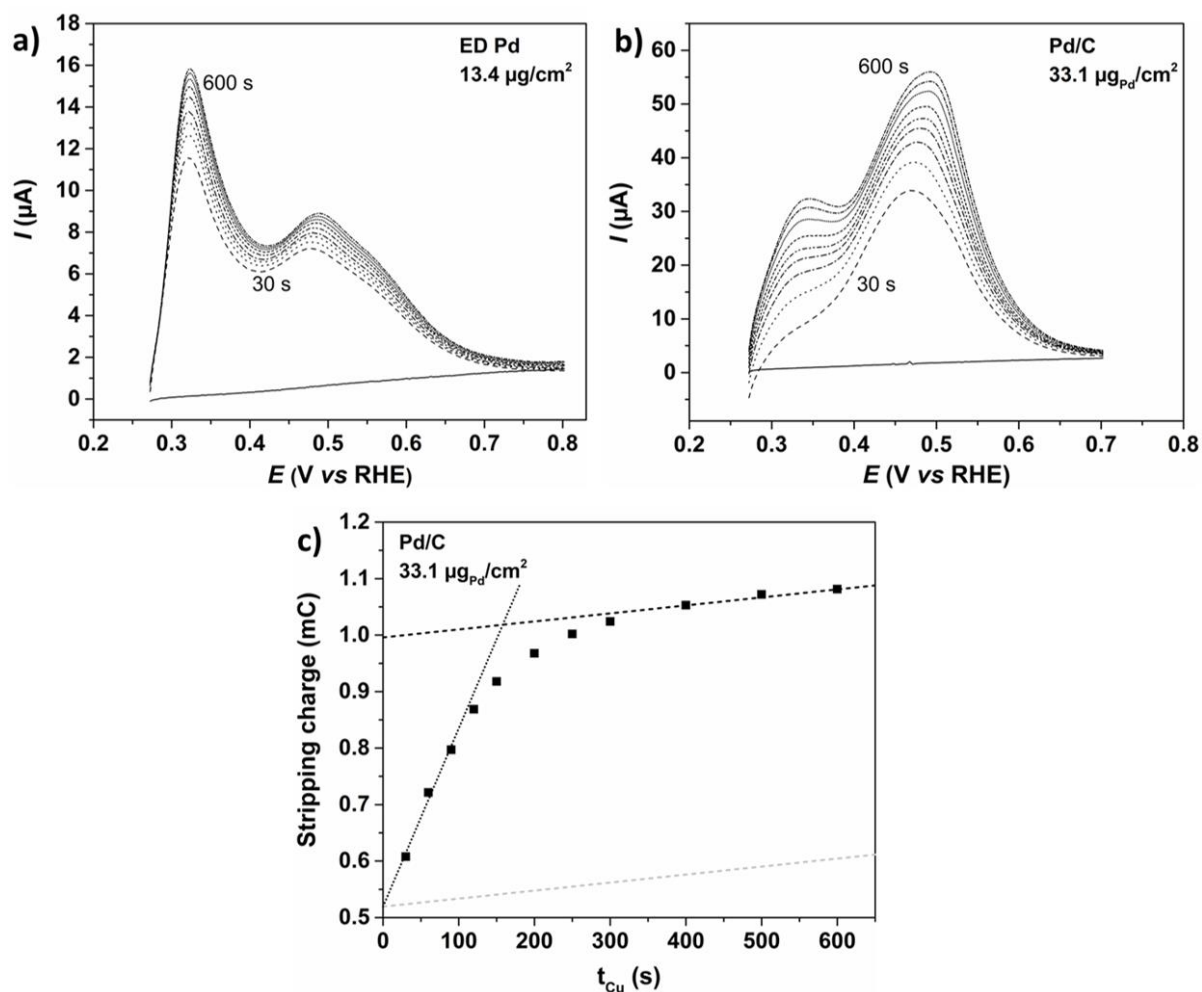 a)
ED Pd
13.4 µg/cm²
600 s
30 s
18
16
14
12
10
8
6
4
2
0
I (µA)
0.2 0.3 0.4 0.5 0.6 0.7 0.8
E (V vs RHE)
b)
Pd/C
33.1 µg_Pd/cm²
600 s
30 s
60
50
40
30
20
10
0
I (µA)
0.2 0.3 0.4 0.5 0.6 0.7 0.8
E (V vs RHE)
c)
Pd/C
33.1 µg_Pd/cm²
1.2
1.1
1.0
0.9
0.8
0.7
0.6
0.5
Stripping charge (mC)
0 100 200 300 400 500 600
t_Cu (s)